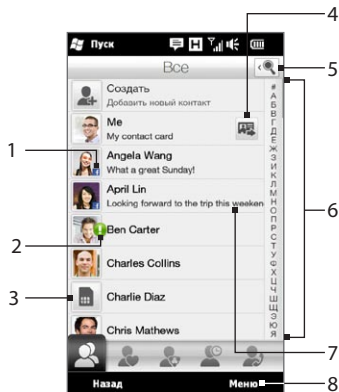 4
Пуск
H
Все
5
Создать
Добавить новый контакт
Me
My contact card
1
Angela Wang
What a great Sunday!
April Lin
Looking forward to the trip this weeken
6
2
Ben Carter
Charles Collins
3
Charlie Diaz
Chris Mathews
#
А
Б
В
Г
Д
Е
Ж
З
И
К
Л
М
Н
О
П
Р
С
Т
У
Ф
Х
Ц
Ч
Ш
Щ
Э
Ю
Я
7
Назад Меню
8